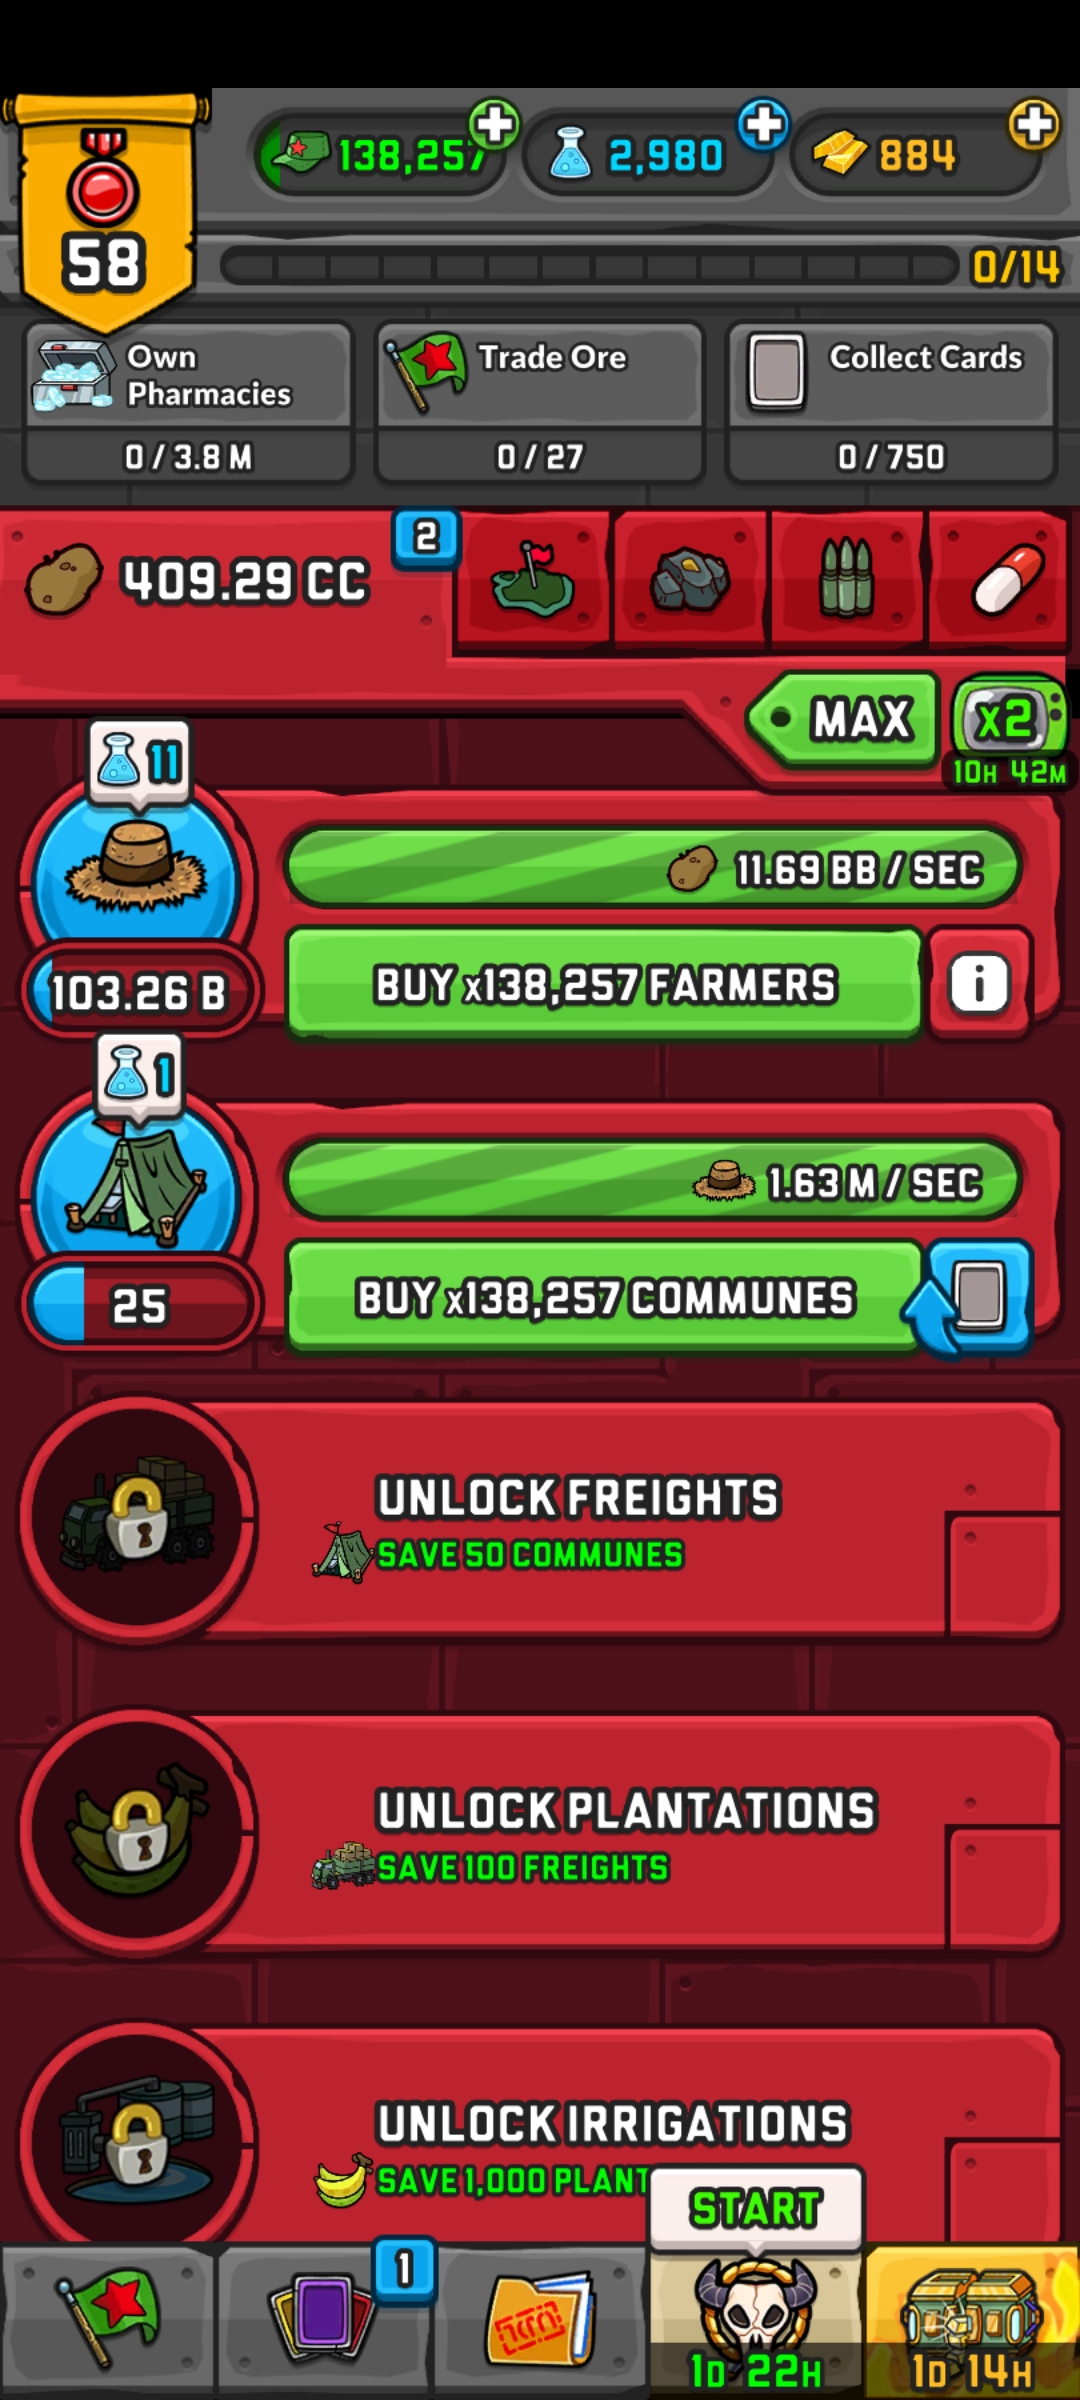 138,257
2,980
884
58
0/14
Own
Pharmacies
0 / 3.8 M
Trade Ore
0 / 27
Collect Cards
0 / 750
409.29 CC
2
MAX
x2
10H 42M
11
11.69 BB / SEC
103.26 B
BUY x138,257 FARMERS
i
1
1.63 M / SEC
25
BUY x138,257 COMMUNES
UNLOCK FREIGHTS
SAVE 50 COMMUNES
UNLOCK PLANTATIONS
SAVE 100 FREIGHTS
UNLOCK IRRIGATIONS
SAVE 1,000 PLANT
START
1
1D 22H
1D 14H